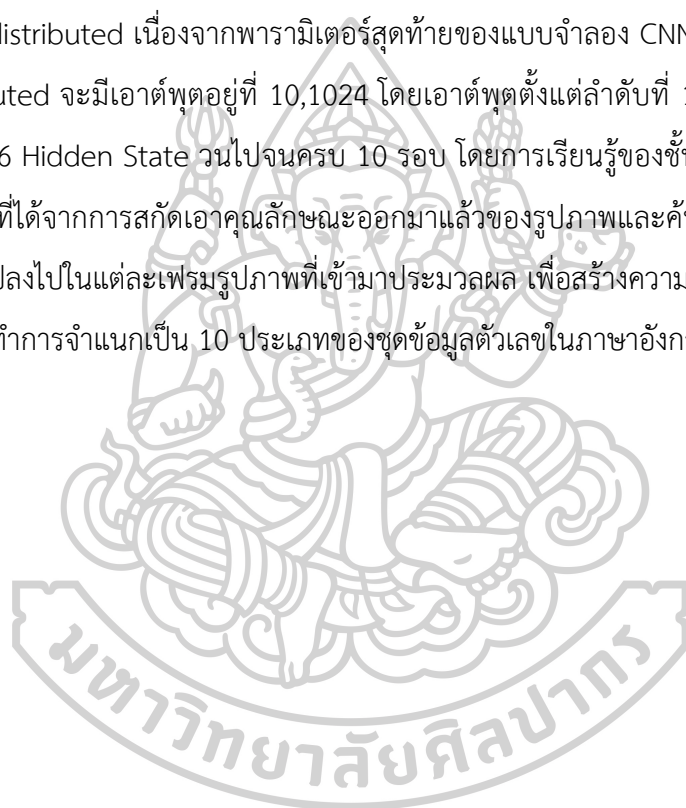 distributed เนื่องจากพารามิเตอร์สุดท้ายของแบบจำลอง CNN
uted จะมีเอาต์พุตอยู่ที่ 10,1024 โดยเอาต์พุตตั้งแต่ลำดับที่
6 Hidden State วนไปจนครบ 10 รอบ โดยการเรียนรู้ของชั้น
ที่ได้จากการสกัดเอาคุณลักษณะออกมาแล้วของรูปภาพและค้น
ปลงไปในแต่ละเฟรมรูปภาพที่เข้ามาประมวลผล เพื่อสร้างความ
ทำการจำแนกเป็น 10 ประเภทของชุดข้อมูลตัวเลขในภาษาอังก
มหาวิทยาลัยศิลปากร